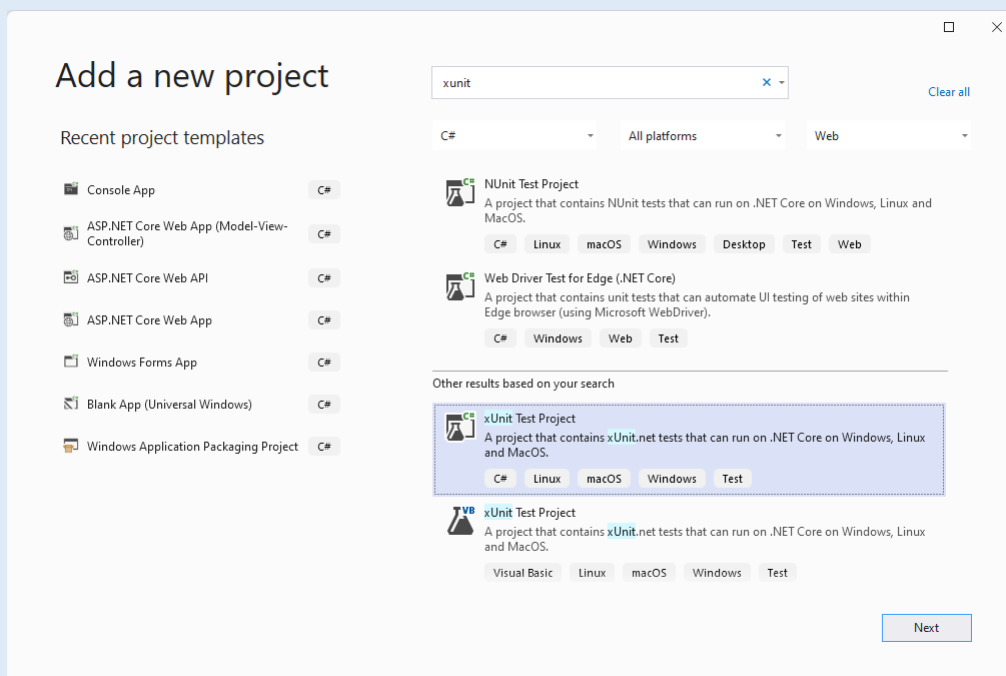 Add a new project
xunit
Clear all
Recent project templates
C#
All platforms
Web
Console App
C#
ASP.NET Core Web App (Model-View-
Controller)
C#
ASP.NET Core Web API
C#
ASP.NET Core Web App
C#
Windows Forms App
C#
Blank App (Universal Windows)
C#
Windows Application Packaging Project
C#
C#
NUnit Test Project
A project that contains NUnit tests that can run on .NET Core on Windows, Linux and
MacOS.
C# Linux macOS Windows Desktop Test Web
C#
Web Driver Test for Edge (.NET Core)
A project that contains unit tests that can automate UI testing of web sites within
Edge browser (using Microsoft WebDriver).
C# Windows Web Test
Other results based on your search
C#
xUnit Test Project
A project that contains xUnit.net tests that can run on .NET Core on Windows, Linux
and MacOS.
C# Linux macOS Windows Test
VB
xUnit Test Project
A project that contains xUnit.net tests that can run on .NET Core on Windows, Linux
and MacOS.
Visual Basic Linux macOS Windows Test
Next